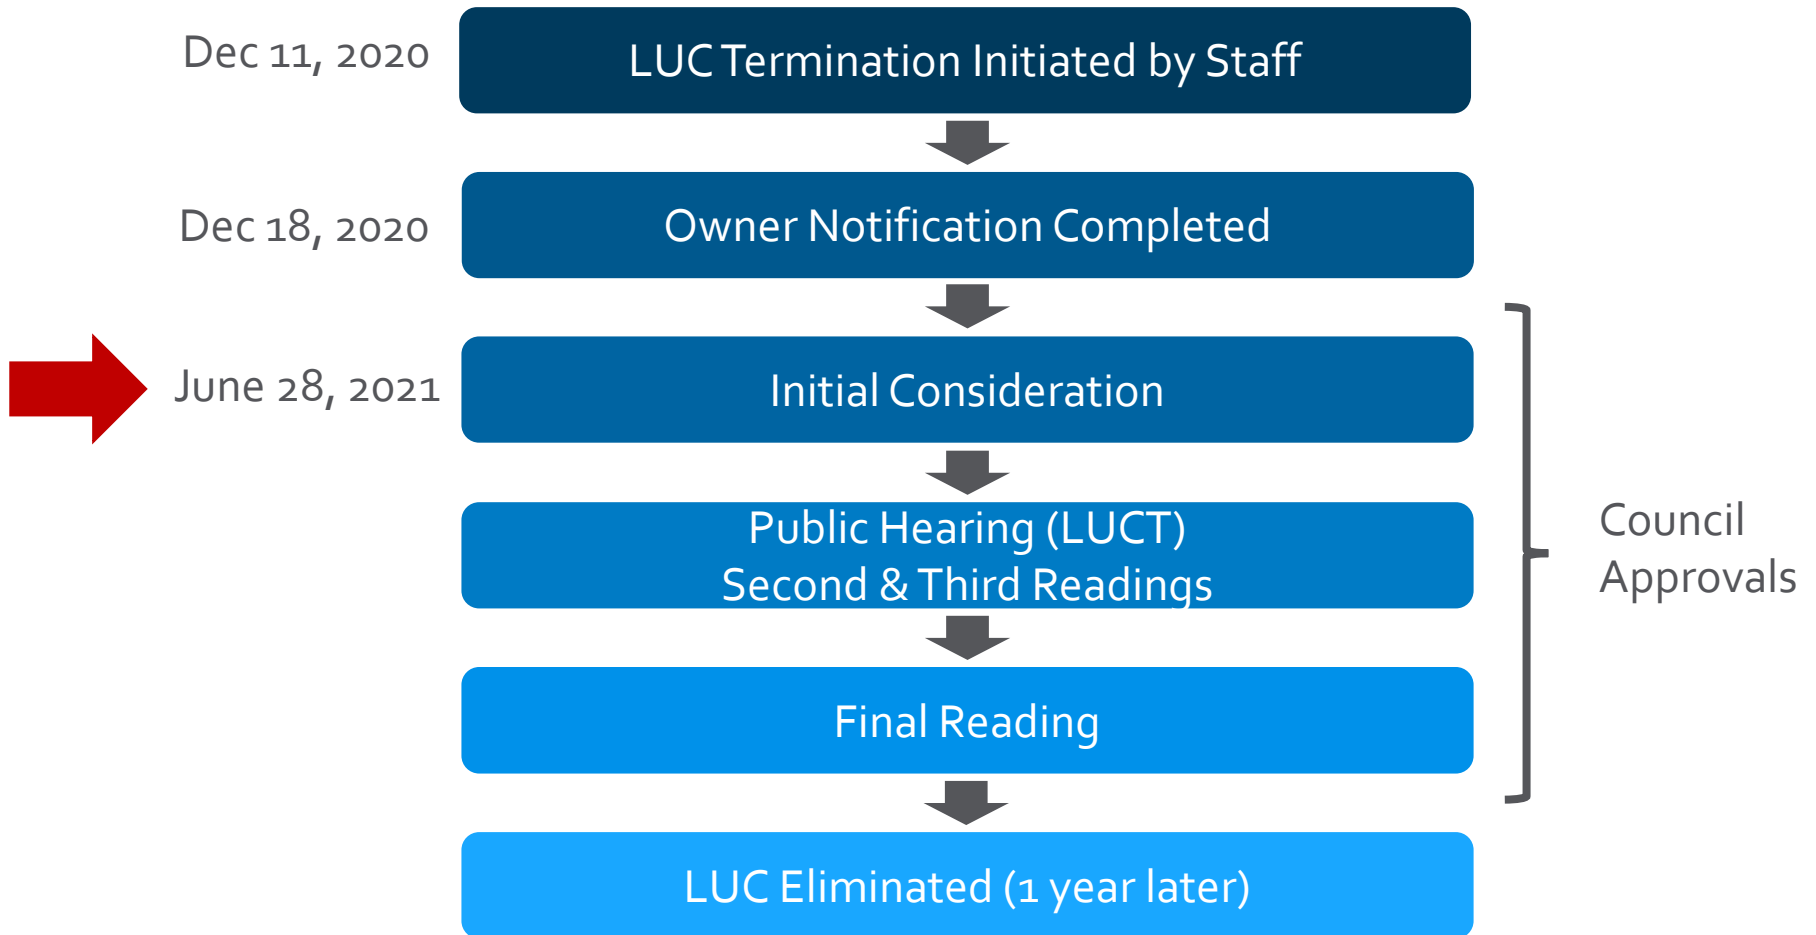 Dec 11, 2020
LUC Termination Initiated by Staff
Dec 18, 2020
Owner Notification Completed
June 28, 2021
Initial Consideration
Public Hearing (LUCT)
Second & Third Readings
Council
Approvals
Final Reading
LUC Eliminated (1 year later)